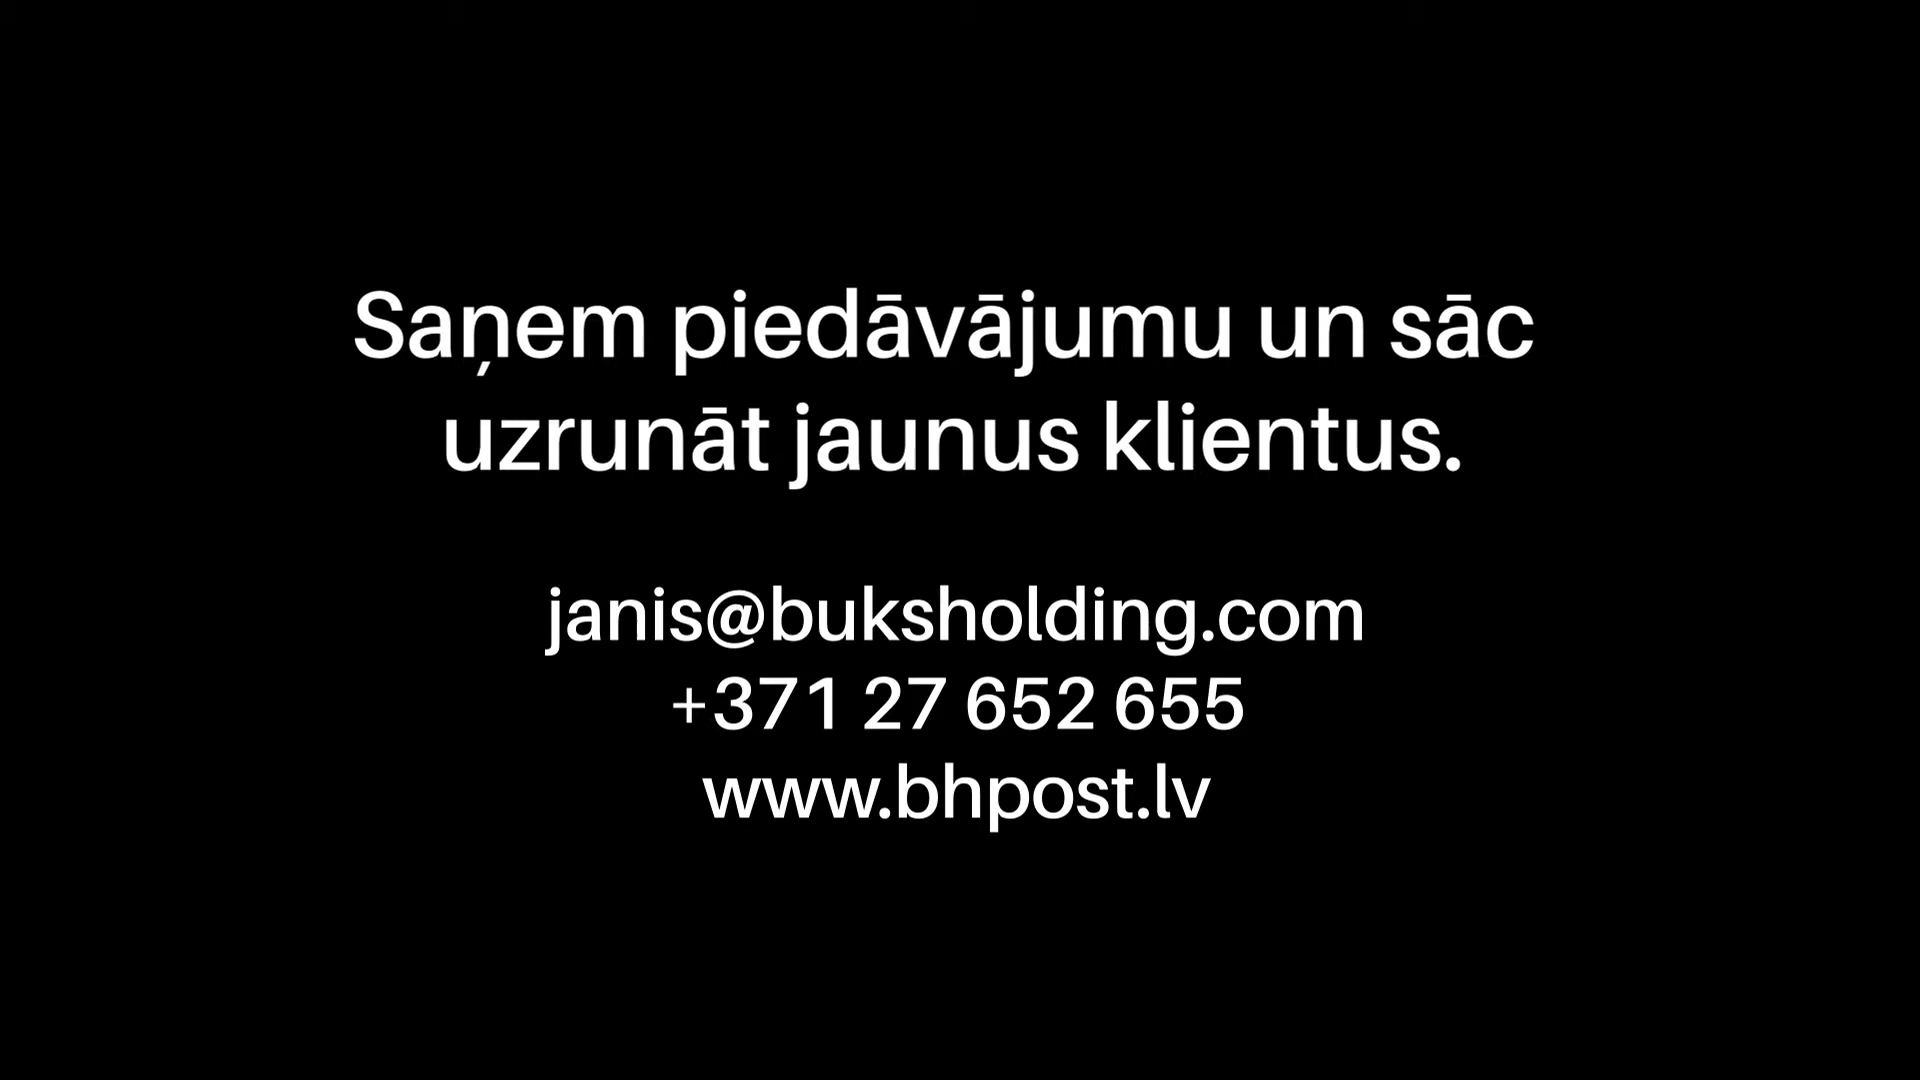 Saņem piedāvājumu un sāc
uzrunāt jaunus klientus.
janis@buksholding.com
+371 27 652 655
www.bhpost.lv